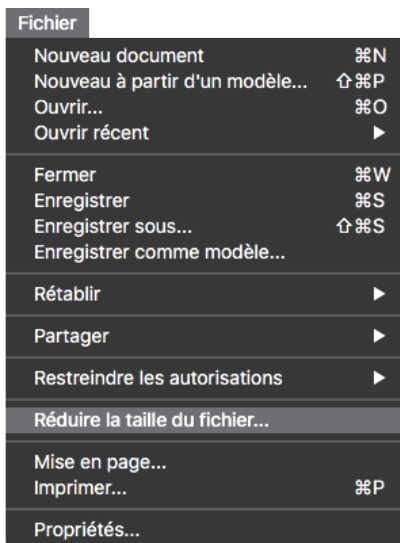 Fichier
Nouveau document ⌘N
Nouveau à partir d'un modèle... ⇧⌘P
Ouvrir... ⌘O
Ouvrir récent ▶
Fermer ⌘W
Enregistrer ⌘S
Enregistrer sous... ⇧⌘S
Enregistrer comme modèle...
Rétablir ▶
Partager ▶
Restreindre les autorisations ▶
Réduire la taille du fichier...
Mise en page...
Imprimer... ⌘P
Propriétés...